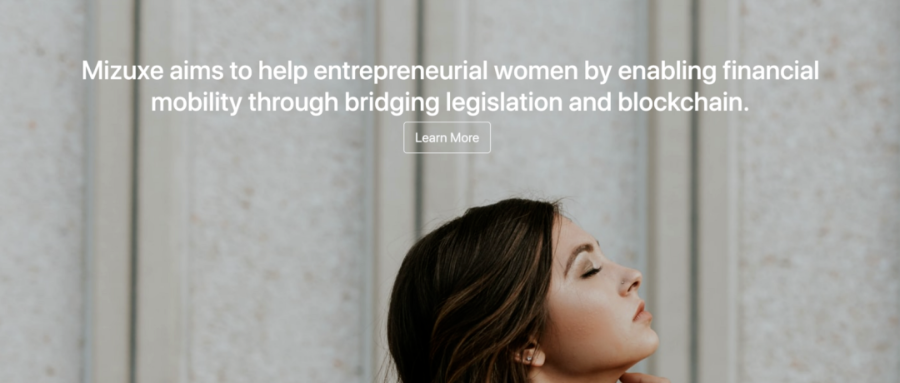 Mizuxe aims to help entrepreneurial women by enabling financial
mobility through bridging legislation and blockchain.
Learn More